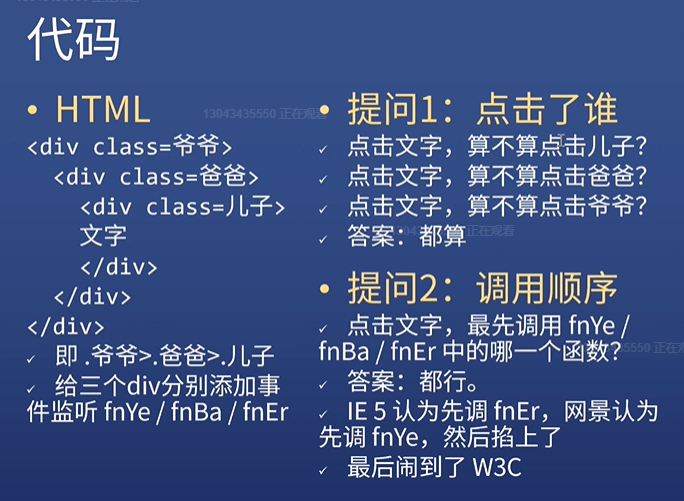 代码
• HTML
<div class=爷爷>
<div class=爸爸>
<div class=儿子>
文字
</div>
</div>
</div>
✓ 即 .爷爷>.爸爸>.儿子
✓ 给三个div分别添加事
件监听 fnYe / fnBa / fnEr
• 提问1：点击了谁
✓ 点击文字，算不算点击儿子？
✓ 点击文字，算不算点击爸爸？
✓ 点击文字，算不算点击爷爷？
✓ 答案：都算
• 提问2：调用顺序
✓ 点击文字，最先调用 fnYe /
fnBa / fnEr 中的哪一个函数？
✓ 答案：都行。
✓ IE 5 认为先调 fnEr，网景认为
先调 fnYe，然后掐上了
✓ 最后闹到了 W3C
13043435550 正在观看